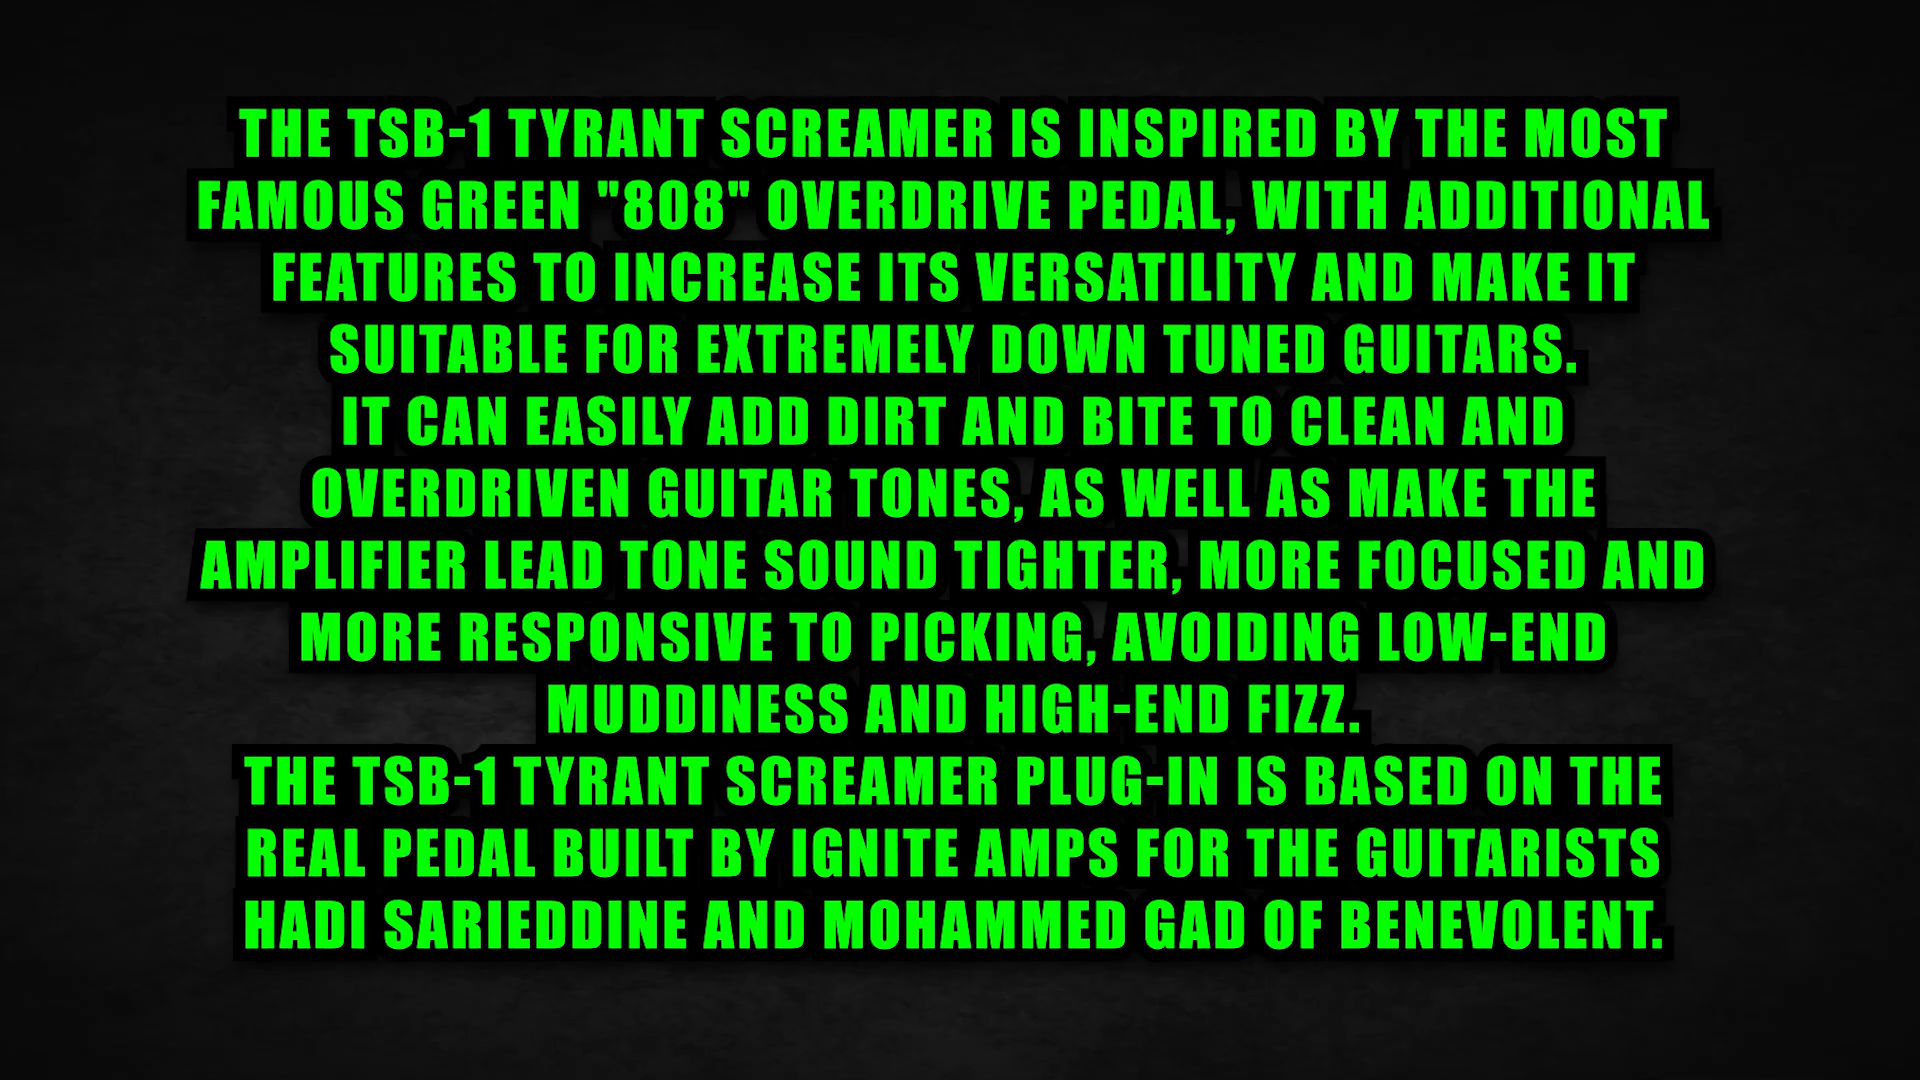 THE TSB-1 TYRANT SCREAMER IS INSPIRED BY THE MOST
FAMOUS GREEN "808" OVERDRIVE PEDAL, WITH ADDITIONAL
FEATURES TO INCREASE ITS VERSATILITY AND MAKE IT
SUITABLE FOR EXTREMELY DOWN TUNED GUITARS.
IT CAN EASILY ADD DIRT AND BITE TO CLEAN AND
OVERDRIVEN GUITAR TONES, AS WELL AS MAKE THE
AMPLIFIER LEAD TONE SOUND TIGHTER, MORE FOCUSED AND
MORE RESPONSIVE TO PICKING, AVOIDING LOW-END
MUDDINESS AND HIGH-END FIZZ.
THE TSB-1 TYRANT SCREAMER PLUG-IN IS BASED ON THE
REAL PEDAL BUILT BY IGNITE AMPS FOR THE GUITARISTS
HADI SARIEDDINE AND MOHAMMED GAD OF BENEVOLENT.